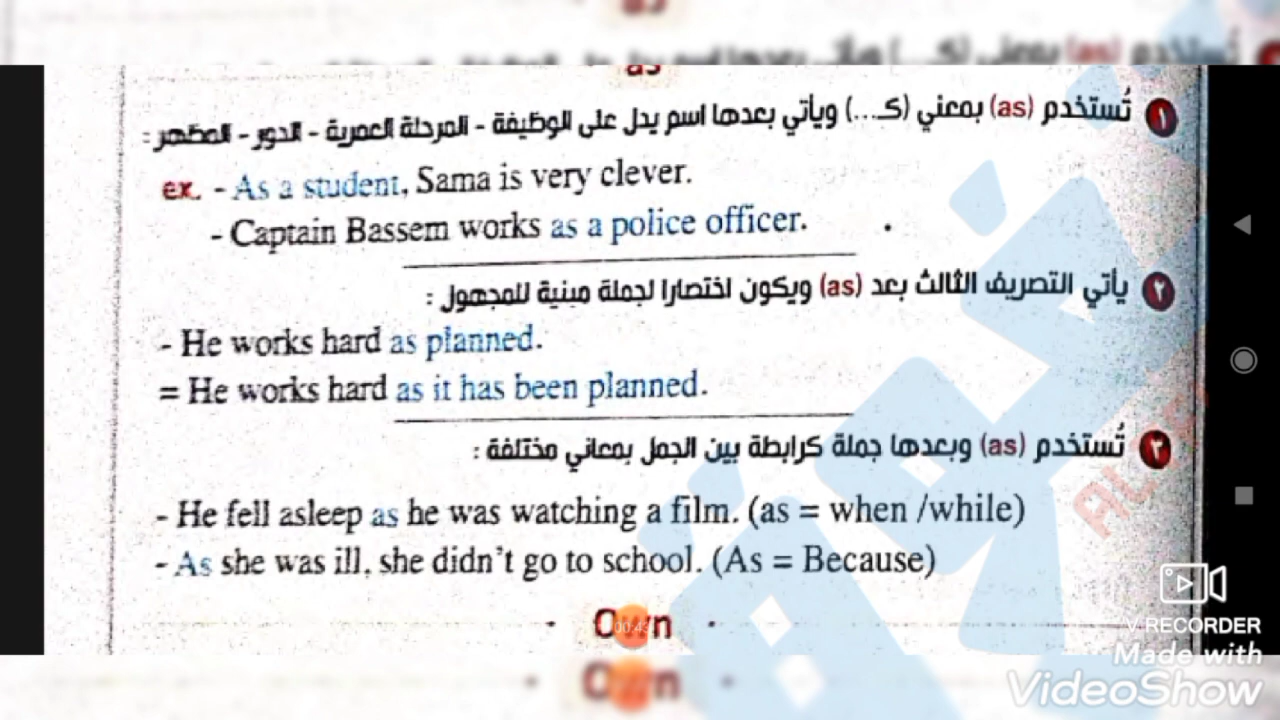 as
١ تُستخدم (as) بمعني (كـ...) ويأتي بعدها اسم يدل على الوظيفة - المرحلة العمرية - الدور - المظهر :
ex. - As a student, Sama is very clever.
- Captain Bassem works as a police officer.
٢ يأتي التصريف الثالث بعد (as) ويكون اختصارا لجملة مبنية للمجهول :
- He works hard as planned.
= He works hard as it has been planned.
٣ تُستخدم (as) وبعدها جملة كرابطة بين الجمل بمعاني مختلفة :
- He fell asleep as he was watching a film. (as = when /while)
- As she was ill, she didn't go to school. (As = Because)
Own
00:43
V RECORDER
Made with
VideoShow
Own